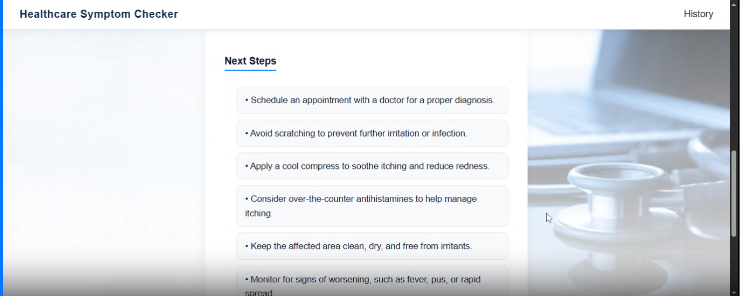 Healthcare Symptom Checker
History
Next Steps
• Schedule an appointment with a doctor for a proper diagnosis.
• Avoid scratching to prevent further irritation or infection.
• Apply a cool compress to soothe itching and reduce redness.
• Consider over-the-counter antihistamines to help manage
itching.
• Keep the affected area clean, dry, and free from irritants.
• Monitor for signs of worsening, such as fever, pus, or rapid
spread